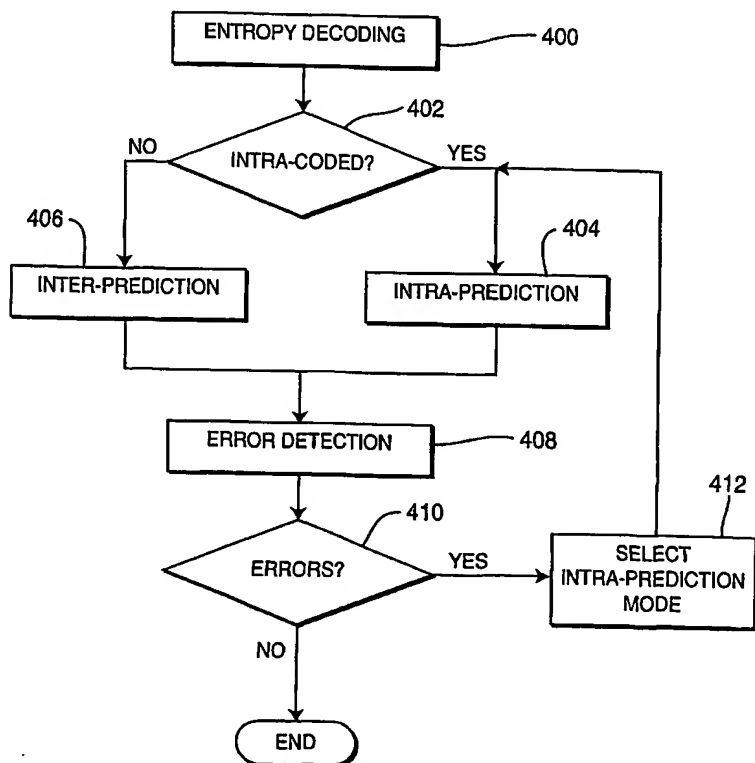 ENTROPY DECODING
400
402
NO
INTRA-CODED?
YES
406
404
INTER-PREDICTION
INTRA-PREDICTION
ERROR DETECTION
408
410
412
ERRORS?
YES
SELECT
INTRA-PREDICTION
MODE
NO
END